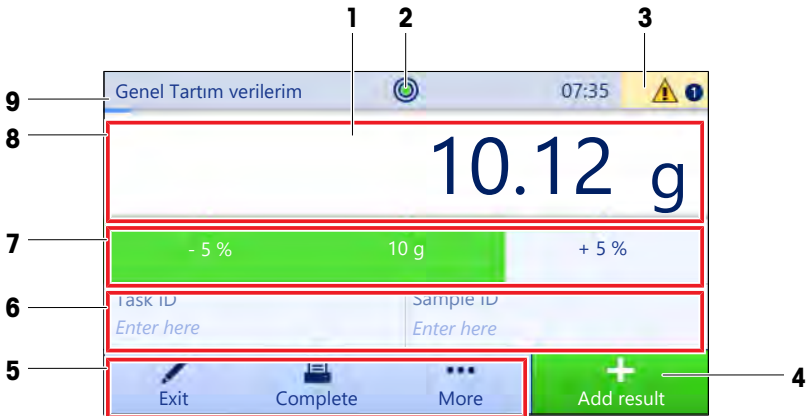 1 2 3
Genel Tartım verilerim 07:35 1
9
8
10.12 g
7
- 5 % 10 g + 5 %
6
Task ID Sample ID
Enter here Enter here
5
4
Exit Complete More Add result